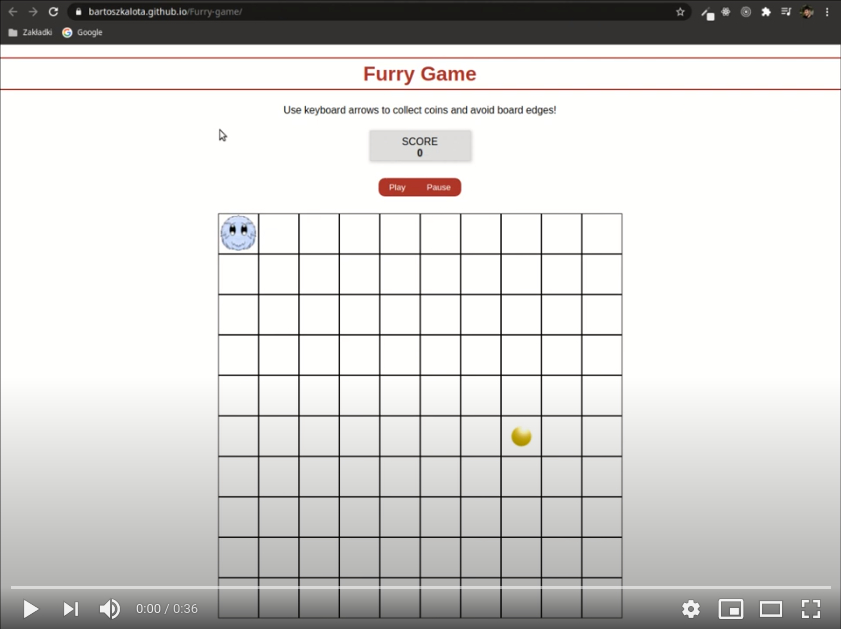 bartoszkalota.github.io/Furry-game/
Zakładki Google
Furry Game
Use keyboard arrows to collect coins and avoid board edges!
SCORE
0
Play Pause
0:00 / 0:36